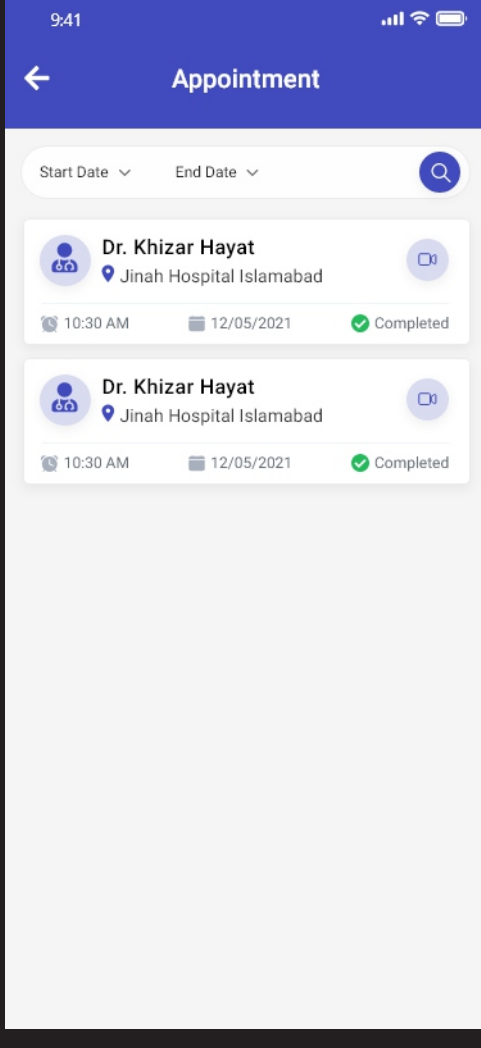 9:41
Appointment
Start Date End Date
Dr. Khizar Hayat
Jinah Hospital Islamabad
10:30 AM 12/05/2021 Completed
Dr. Khizar Hayat
Jinah Hospital Islamabad
10:30 AM 12/05/2021 Completed